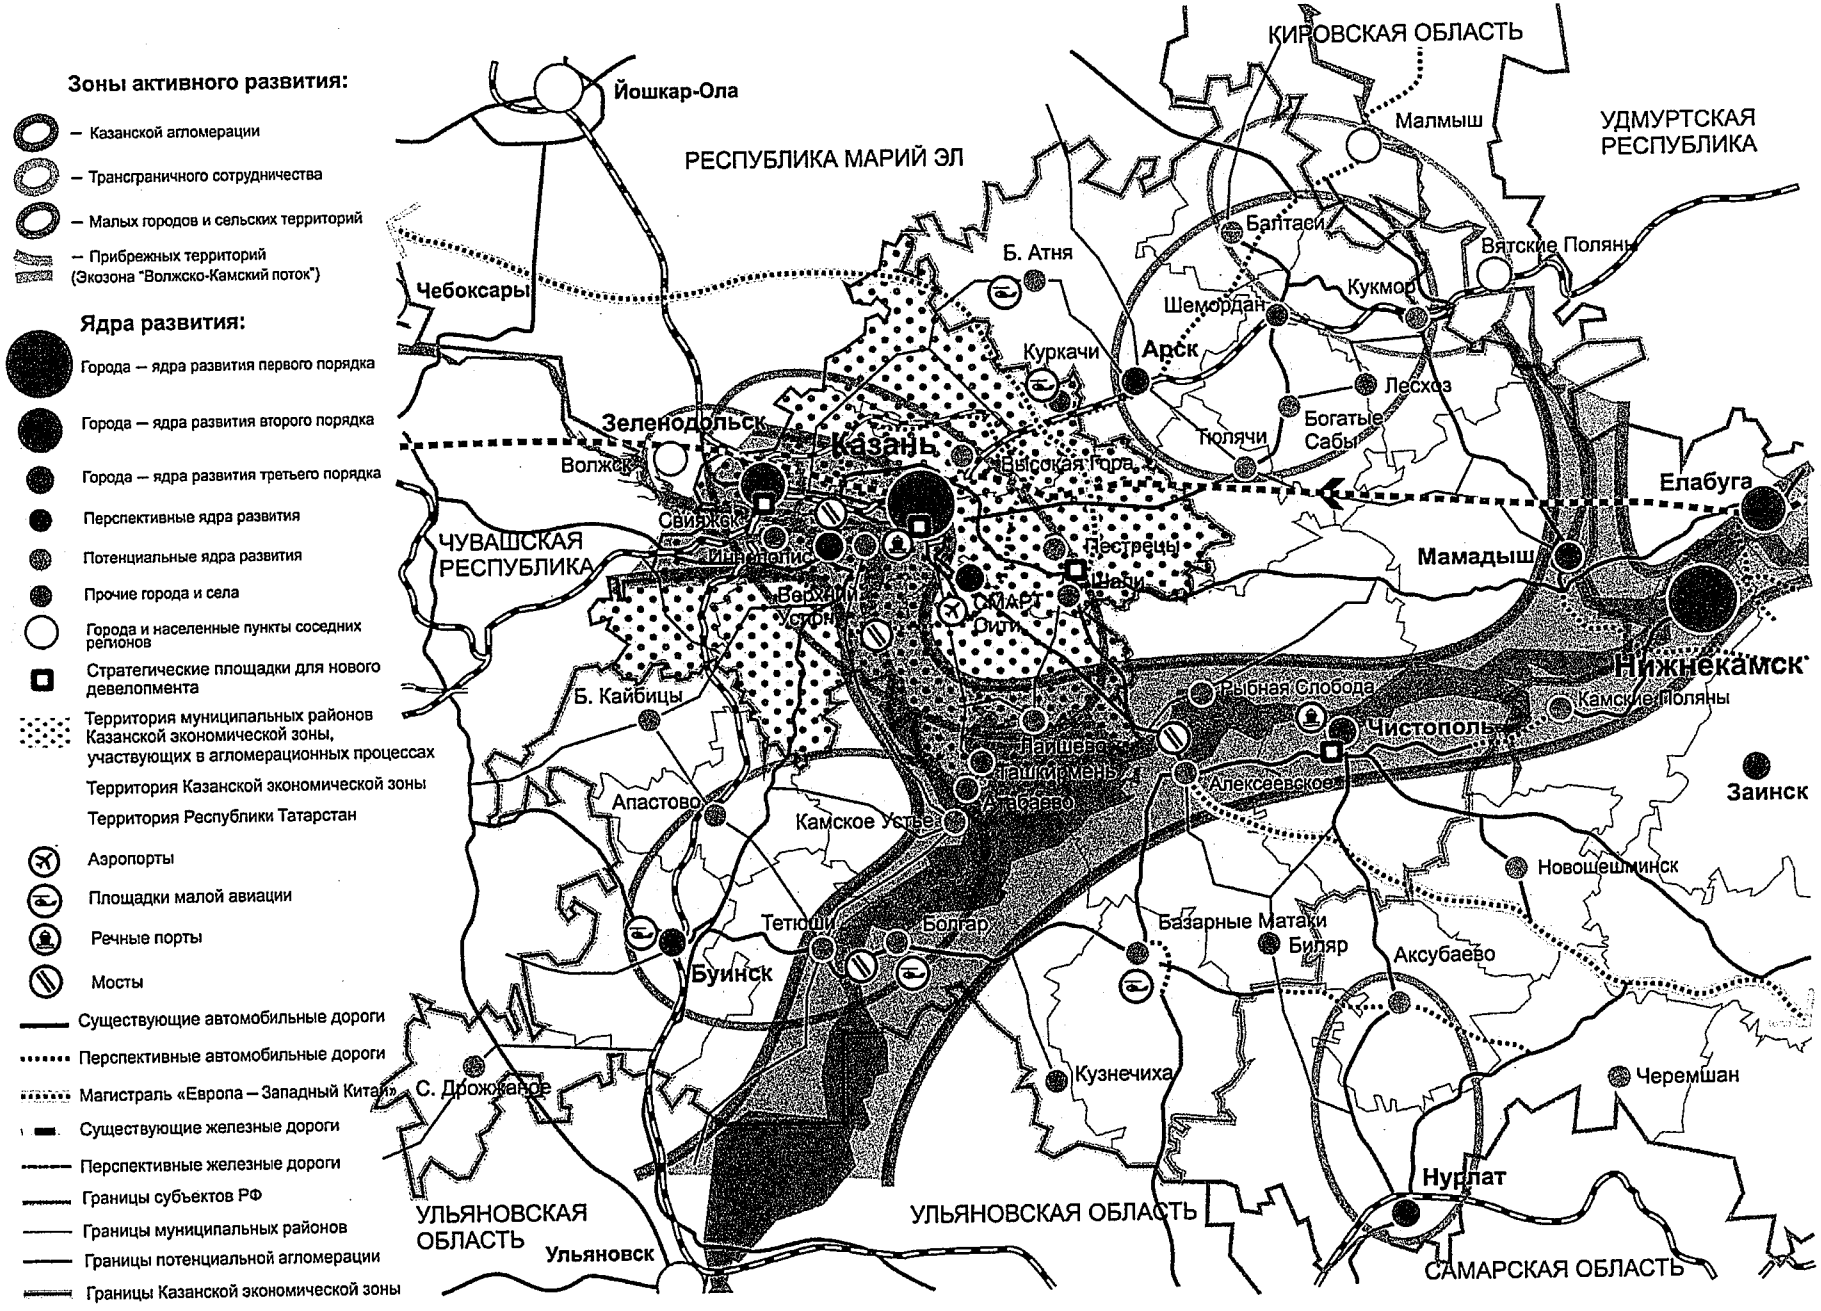 Зоны активного развития:
– Казанской агломерации
– Трансграничного сотрудничества
– Малых городов и сельских территорий
– Прибрежных территорий
(Экозона "Волжско-Камский поток")
Ядра развития:
Города – ядра развития первого порядка
Города – ядра развития второго порядка
Города – ядра развития третьего порядка
Перспективные ядра развития
Потенциальные ядра развития
Прочие города и села
Города и населенные пункты соседних
регионов
Стратегические площадки для нового
девелопмента
Территория муниципальных районов
Казанской экономической зоны,
участвующих в агломерационных процессах
Территория Казанской экономической зоны
Территория Республики Татарстан
Аэропорты
Площадки малой авиации
Речные порты
Мосты
Существующие автомобильные дороги
Перспективные автомобильные дороги
Магистраль «Европа – Западный Китай»
Существующие железные дороги
Перспективные железные дороги
Границы субъектов РФ
Границы муниципальных районов
Границы потенциальной агломерации
Границы Казанской экономической зоны
КИРОВСКАЯ ОБЛАСТЬ
Йошкар-Ола
Малмыш
УДМУРТСКАЯ
РЕСПУБЛИКА
РЕСПУБЛИКА МАРИЙ ЭЛ
Балтаси
Вятские Поляны
Б. Атня
Чебоксары
Кукмор
Шемордан
Куркачи
Арск
Лесхоз
Богатые
Сабы
Зеленодольск
Казань
Тюлячи
Волжск
Высокая Гора
Елабуга
Свияжск
ЧУВАШСКАЯ
РЕСПУБЛИКА
Иннополис
Пестрецы
Мамадыш
Шали
Верхний
Услон
СМАРТ
Сити
Нижнекамск
Б. Кайбицы
Рыбная Слобода
Камские Поляны
Чистополь
Лаишево
Ташкирмень
Алексеевское
Заинск
Атабаево
Апастово
Камское Устье
Новошешминск
Тетюши
Болгар
Базарные Матаки
Биляр
Аксубаево
Буинск
С. Дрожжаное
Кузнечиха
Черемшан
Нурлат
УЛЬЯНОВСКАЯ
ОБЛАСТЬ
УЛЬЯНОВСКАЯ ОБЛАСТЬ
Ульяновск
САМАРСКАЯ ОБЛАСТЬ